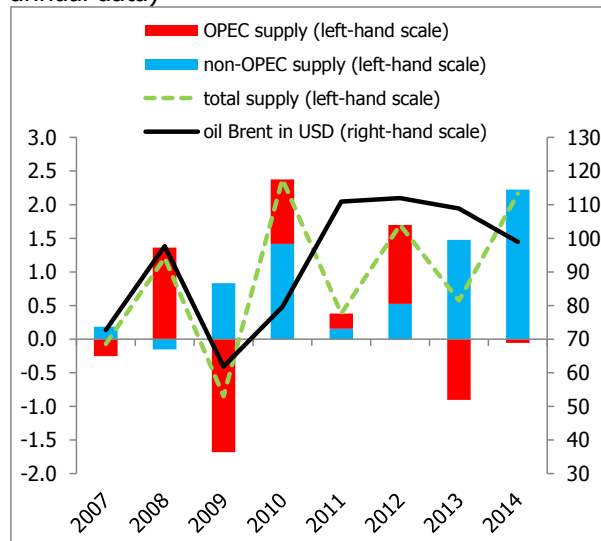 annual data)
OPEC supply (left-hand scale)
non-OPEC supply (left-hand scale)
total supply (left-hand scale)
oil Brent in USD (right-hand scale)
3.0 130
2.5 120
2.0 110
1.5 100
1.0 90
0.5 80
0.0 70
-0.5 60
-1.0 50
-1.5 40
-2.0 30
2007 2008 2009 2010 2011 2012 2013 2014